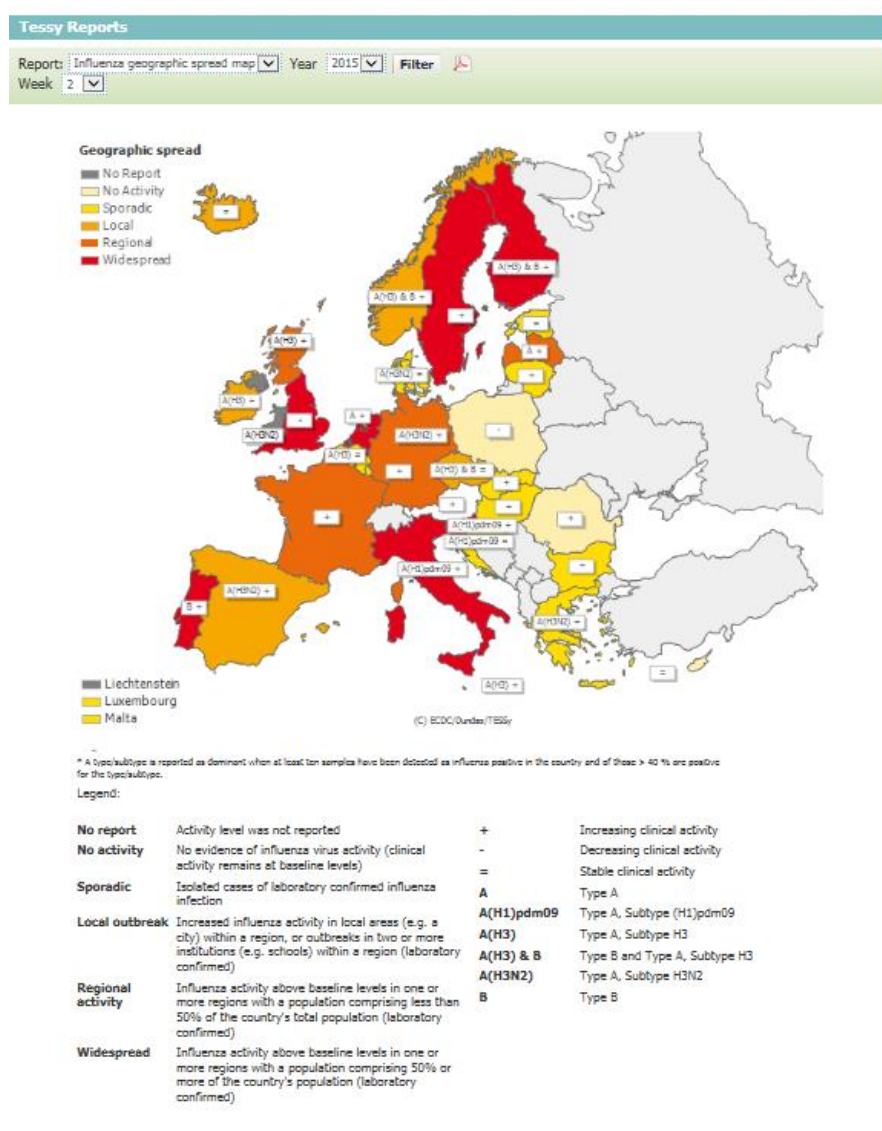 Tessy Reports
Report: Influenza geographic spread map Year 2015 Filter
Week 2
Geographic spread
No Report
No Activity
Sporadic
Local
Regional
Widespread
=
A(H3) & B +
A(H3) & B +
+
=
A(H3) +
A +
A(H3N2) =
+
A(H3) +
A +
-
A(H3N2)
A(H3N2) +
-
A(H3) =
+
A(H3) & B =
+
+
+
+
A(H1)pdm09 +
+
A(H1)pdm09 =
A(H1)pdm09 +
A(H3N2) +
B +
A(H3N2)
=
A(H3) +
Liechtenstein
Luxembourg
Malta
(C) ECDC/Dundas/TESSy
* A type/subtype is reported as dominant when at least ten samples have been detected as influenza positive in the country and of those > 40 % are positive
for the type/subtype.
Legend:
No report Activity level was not reported
No activity No evidence of influenza virus activity (clinical
activity remains at baseline levels)
Sporadic Isolated cases of laboratory confirmed influenza
infection
Local outbreak Increased influenza activity in local areas (e.g. a
city) within a region, or outbreaks in two or more
institutions (e.g. schools) within a region (laboratory
confirmed)
Regional
activity
Influenza activity above baseline levels in one or
more regions with a population comprising less than
50% of the country's total population (laboratory
confirmed)
Widespread Influenza activity above baseline levels in one or
more regions with a population comprising 50% or
more of the country's population (laboratory
confirmed)
+ Increasing clinical activity
- Decreasing clinical activity
= Stable clinical activity
A Type A
A(H1)pdm09 Type A, Subtype (H1)pdm09
A(H3) Type A, Subtype H3
A(H3) & B Type B and Type A, Subtype H3
A(H3N2) Type A, Subtype H3N2
B Type B